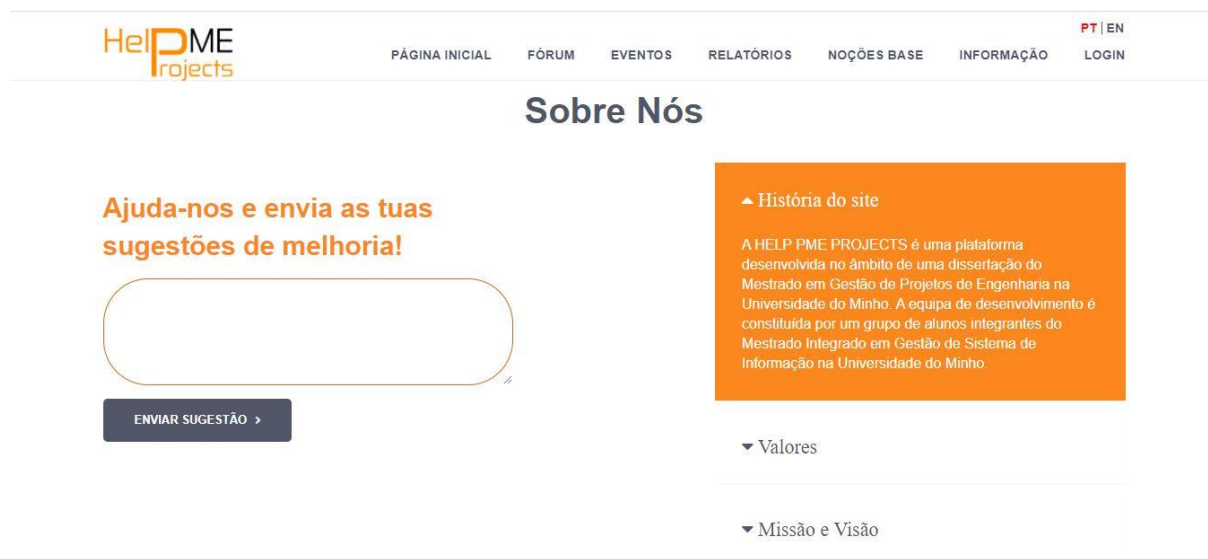 HelPME
Projects
PT | EN
PÁGINA INICIAL FÓRUM EVENTOS RELATÓRIOS NOÇÕES BASE INFORMAÇÃO LOGIN
Sobre Nós
Ajuda-nos e envia as tuas
sugestões de melhoria!
ENVIAR SUGESTÃO >
História do site
A HELP PME PROJECTS é uma plataforma
desenvolvida no âmbito de uma dissertação do
Mestrado em Gestão de Projetos de Engenharia na
Universidade do Minho. A equipa de desenvolvimento é
constituída por um grupo de alunos integrantes do
Mestrado Integrado em Gestão de Sistema de
Informação na Universidade do Minho.
Valores
Missão e Visão